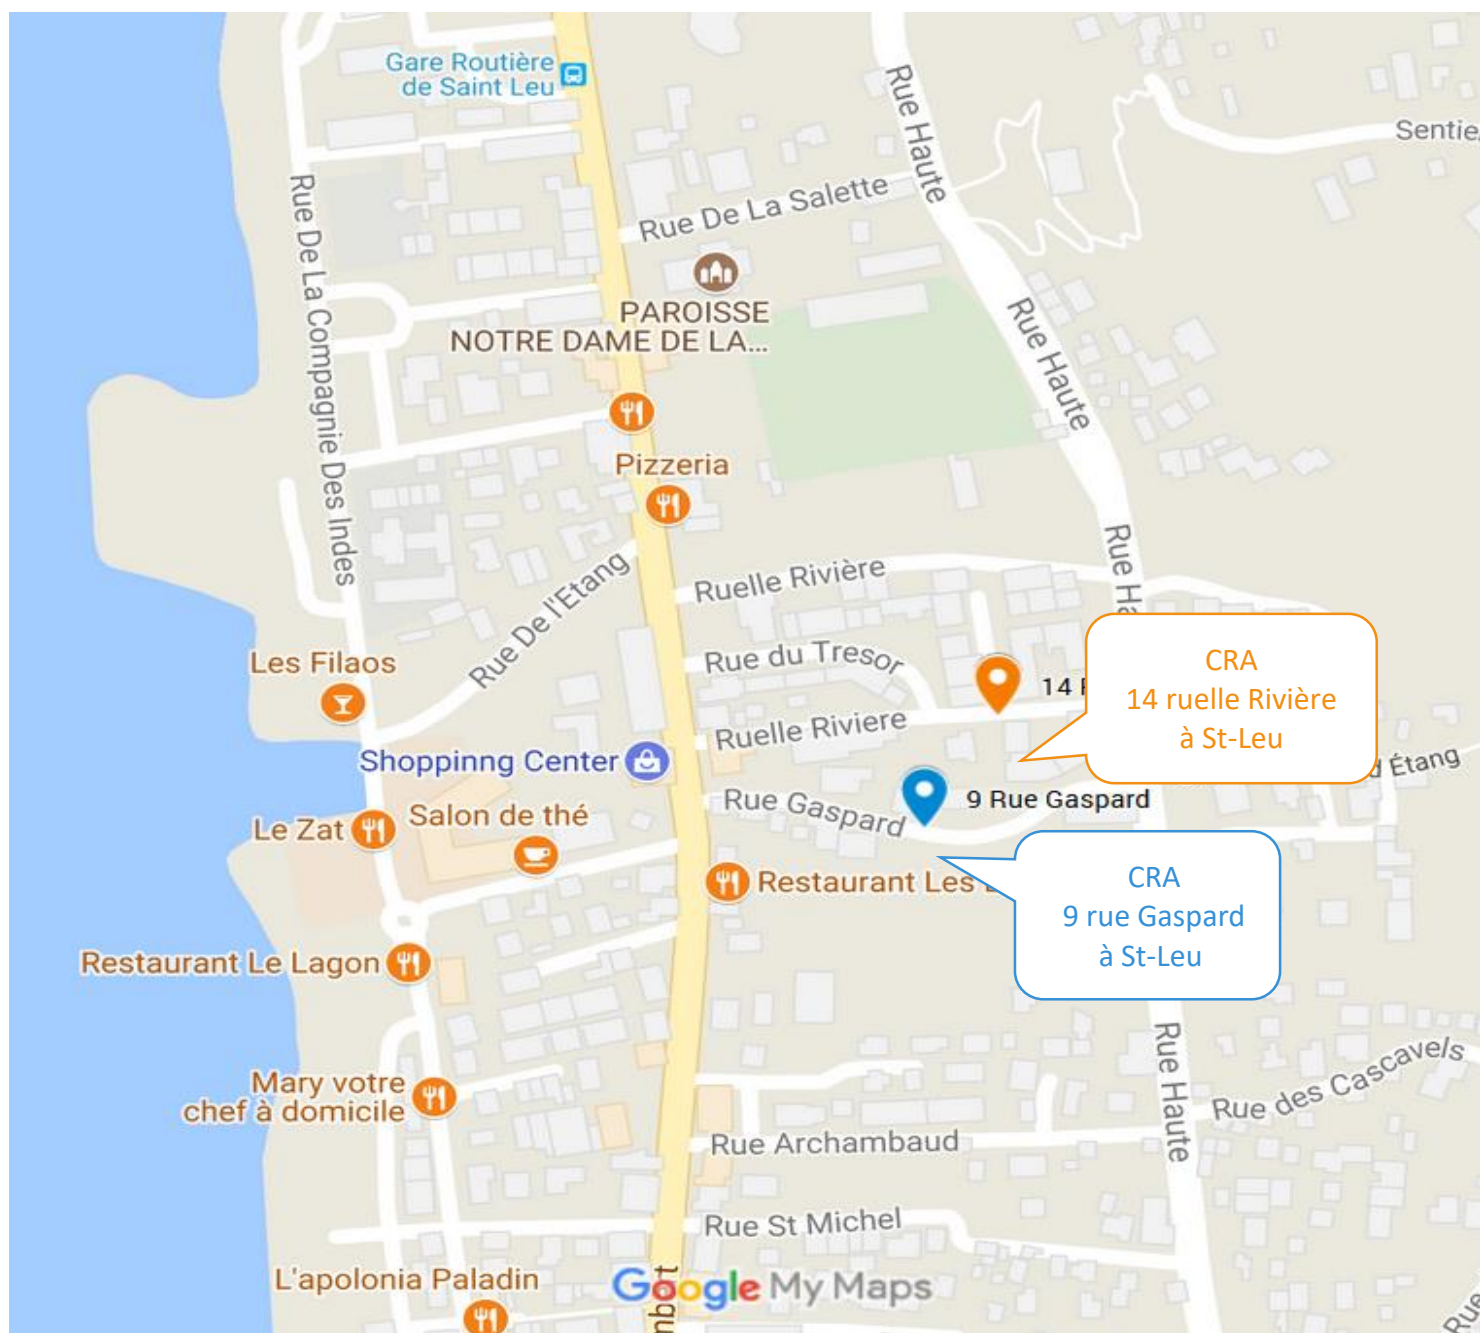 Gare Routière
de Saint Leu
Rue Haute
Sentie
Rue De La Salette
Rue De La Compagnie Des Indes
PAROISSE
NOTRE DAME DE LA...
Rue Haute
Pizzeria
Rue Ha
Ruelle Rivière
Rue De l'Etang
Les Filaos
Rue du Tresor
CRA
14 ruelle Rivière
à St-Leu
14
Ruelle Riviere
Shoppinng Center
Étang
9 Rue Gaspard
Rue Gaspard
Le Zat
Salon de thé
Restaurant Les
CRA
9 rue Gaspard
à St-Leu
Restaurant Le Lagon
Rue Haute
Rue des Cascavels
Mary votre
chef à domicile
Rue Archambaud
Rue St Michel
L'apolonia Paladin
Google My Maps
Rue